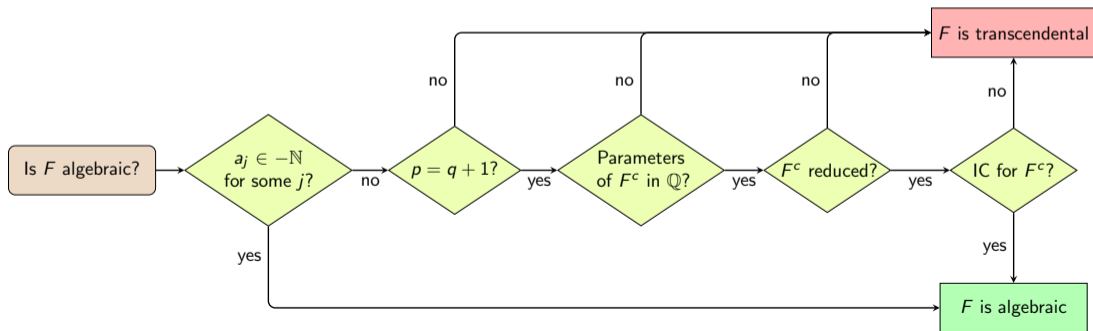 F is transcendental
no
no
no
no
Is F algebraic?
a_j ∈ −ℕ
for some j?
no
p = q + 1?
yes
Parameters
of F^c in ℚ?
yes
F^c reduced?
yes
IC for F^c?
yes
yes
F is algebraic